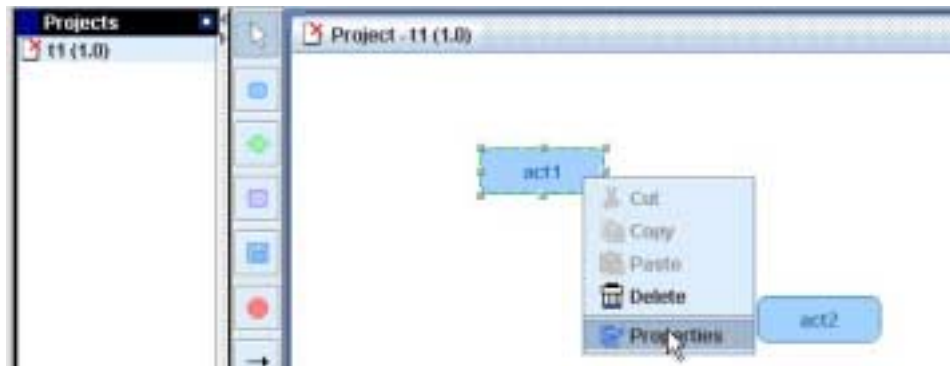 Projects
t1 (1.0)
Project - t1 (1.0)
act1
Cut
Copy
Paste
Delete
Properties
act2